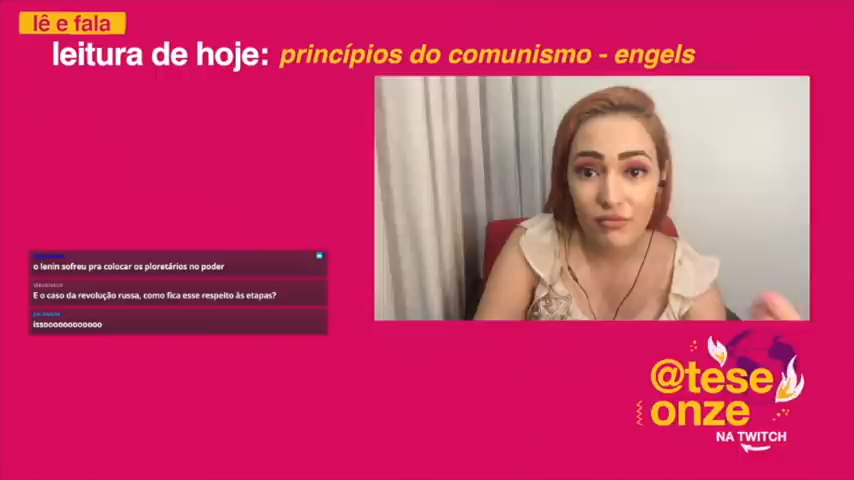 lê e fala
leitura de hoje: princípios do comunismo - engels
o lenin sofreu pra colocar os ploretários no poder
E o caso da revolução russa, como fica esse respeito às etapas?
issooooooooooo
@tese
onze
NA TWITCH